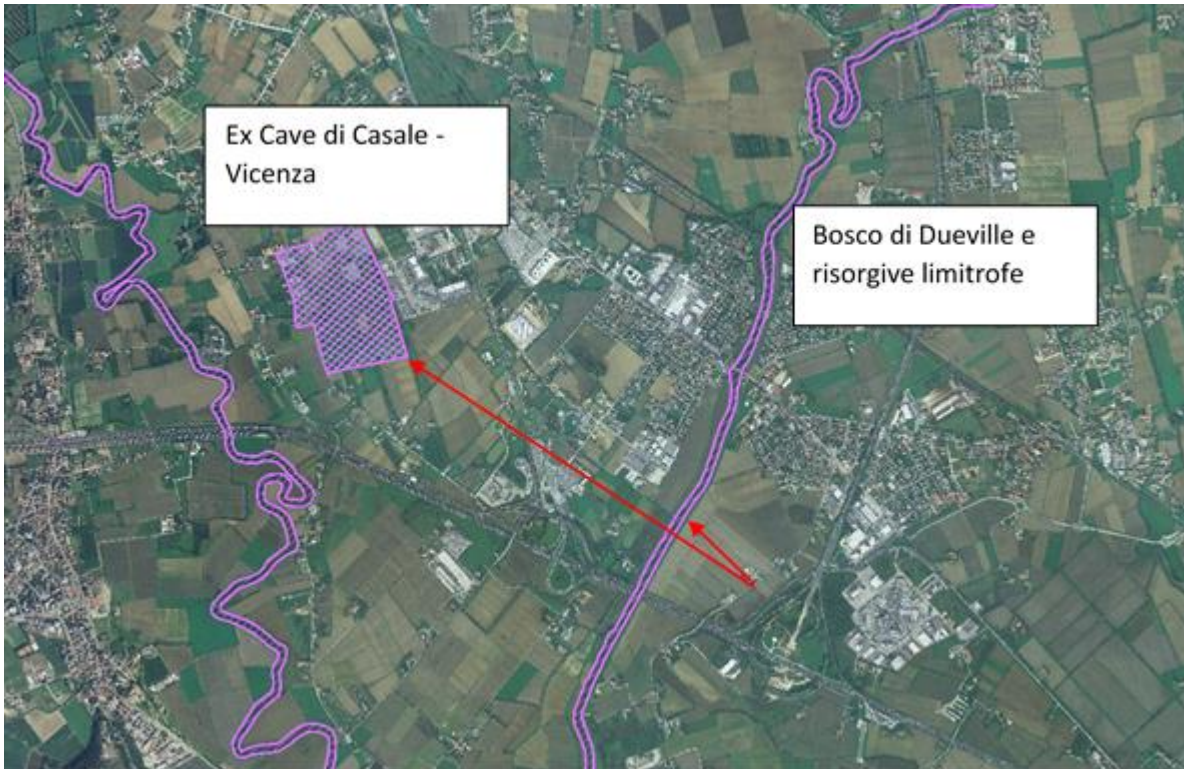 Ex Cave di Casale -
Vicenza
Bosco di Dueville e
risorgive limitrofe